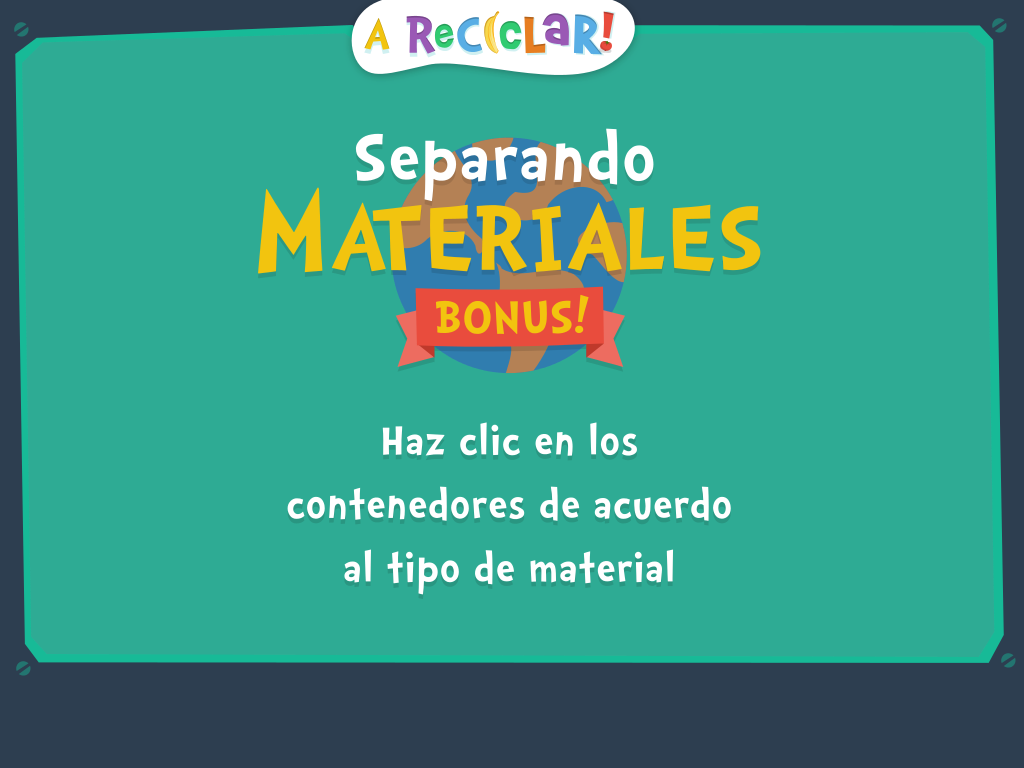 A RecicLaR!
Separando
MATERIALES
BONUS!
Haz clic en los
contenedores de acuerdo
al tipo de material